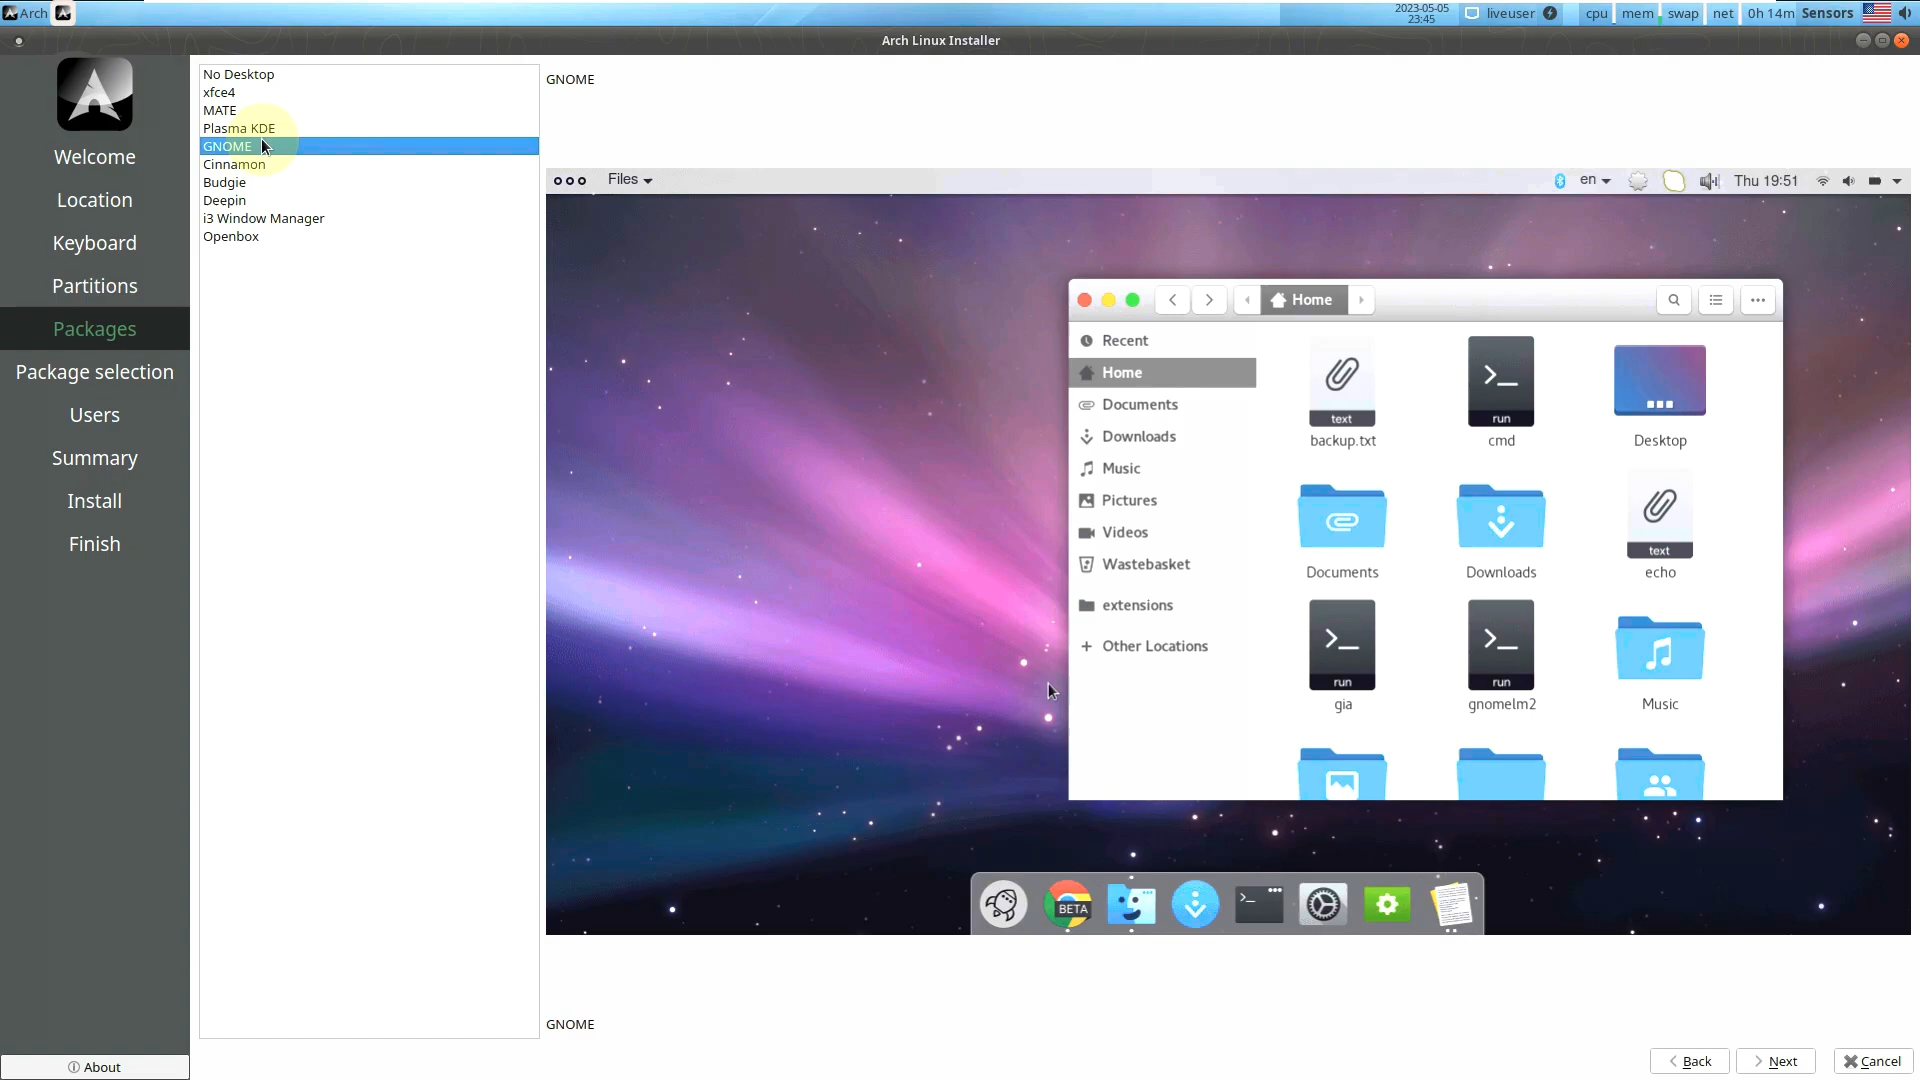 Arch
2023-05-05
23:45
liveuser
cpu
mem
swap
net
0h 14m
Sensors
Arch Linux Installer
Welcome
Location
Keyboard
Partitions
Packages
Package selection
Users
Summary
Install
Finish
About
No Desktop
xfce4
MATE
Plasma KDE
GNOME
Cinnamon
Budgie
Deepin
i3 Window Manager
Openbox
GNOME
Files
en
Thu 19:51
Home
Recent
Home
Documents
Downloads
Music
Pictures
Videos
Wastebasket
extensions
Other Locations
text
run
backup.txt
cmd
Desktop
text
Documents
Downloads
echo
run
run
gia
gnomelm2
Music
BETA
GNOME
Back
Next
Cancel